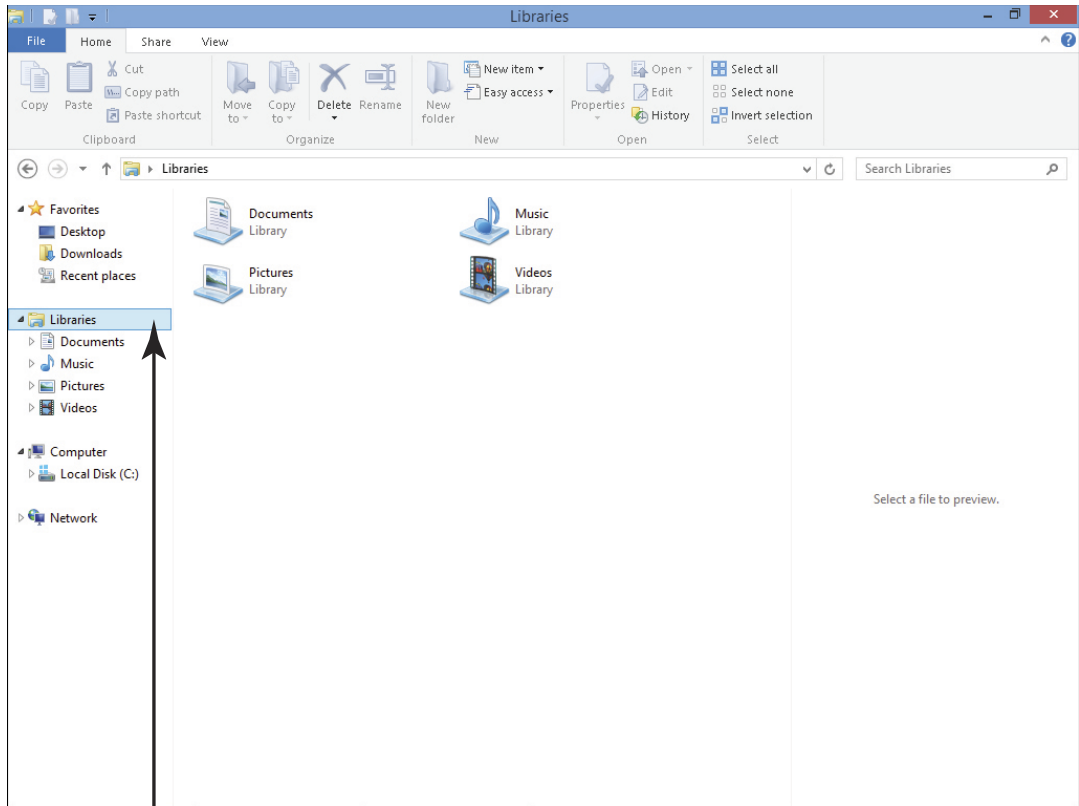 Libraries
File Home Share View
Copy
Paste
Cut
Copy path
Paste shortcut
Clipboard
Move to
Copy to
Delete
Rename
Organize
New folder
New item
Easy access
New
Properties
Open
Edit
History
Open
Select all
Select none
Invert selection
Select
Libraries
Search Libraries
Favorites
Desktop
Downloads
Recent places
Libraries
Documents
Music
Pictures
Videos
Computer
Local Disk (C:)
Network
Documents
Library
Music
Library
Pictures
Library
Videos
Library
Select a file to preview.